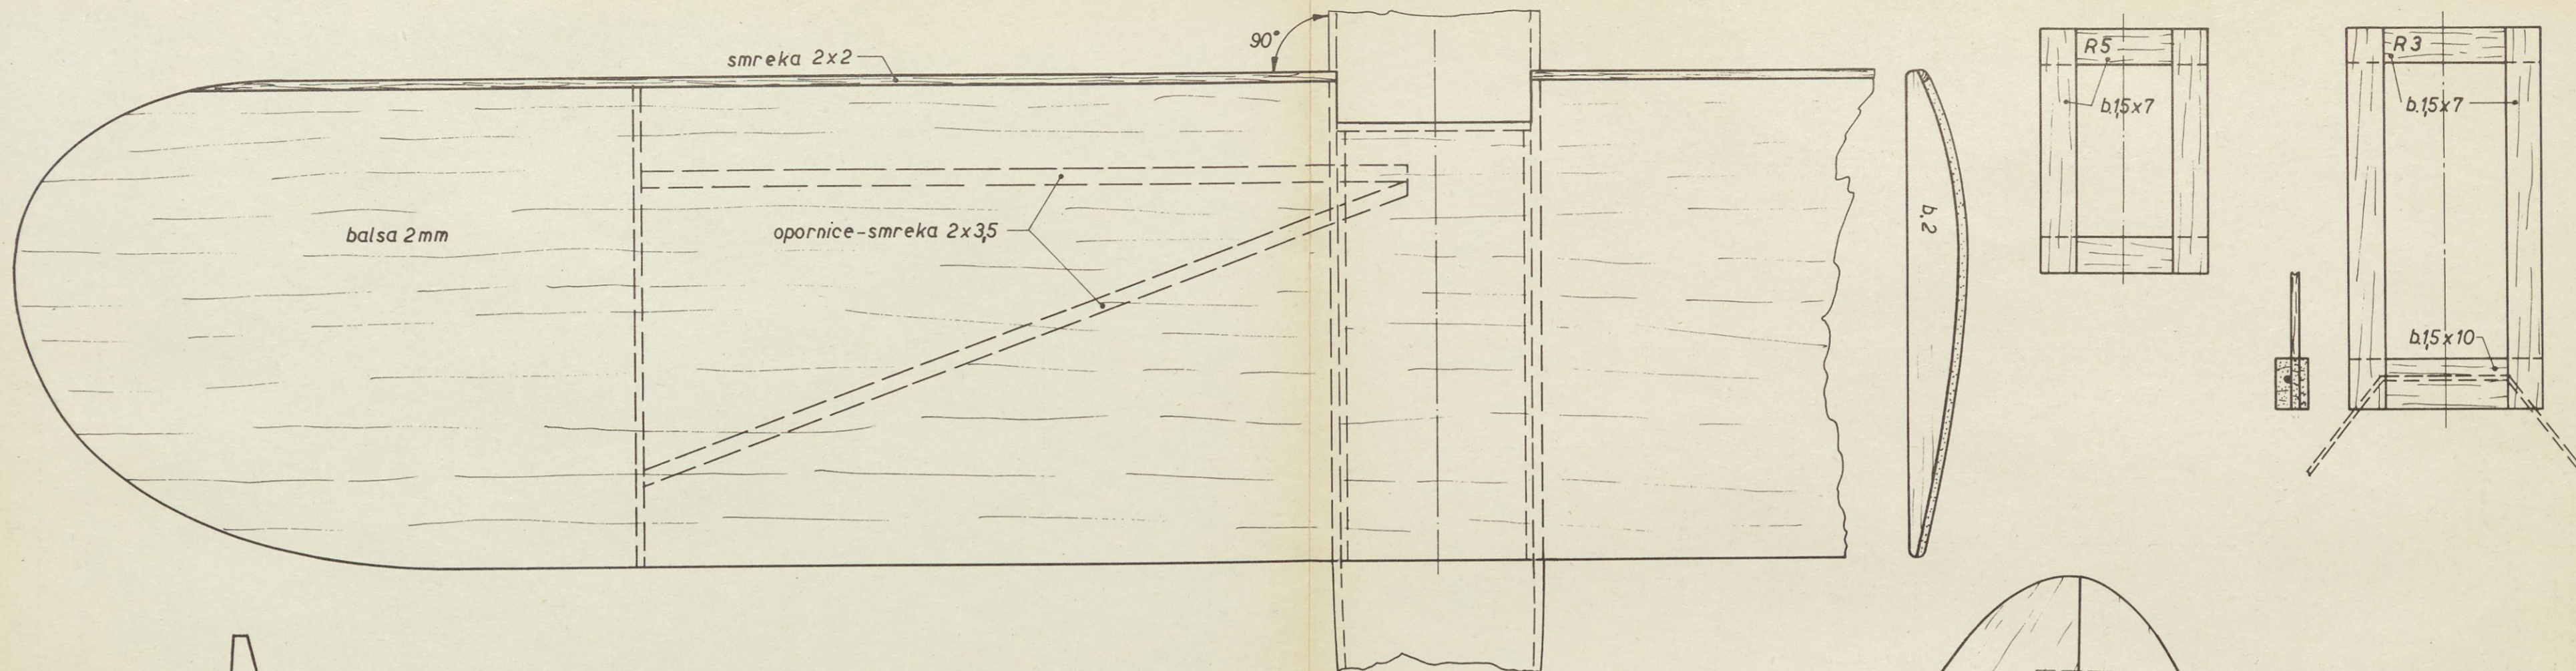 90°
smreka 2x2
R5
R3
b.1,5x7
b.1,5x7
b.2
balsa 2mm
opornice-smreka 2x3,5
b.1,5x10